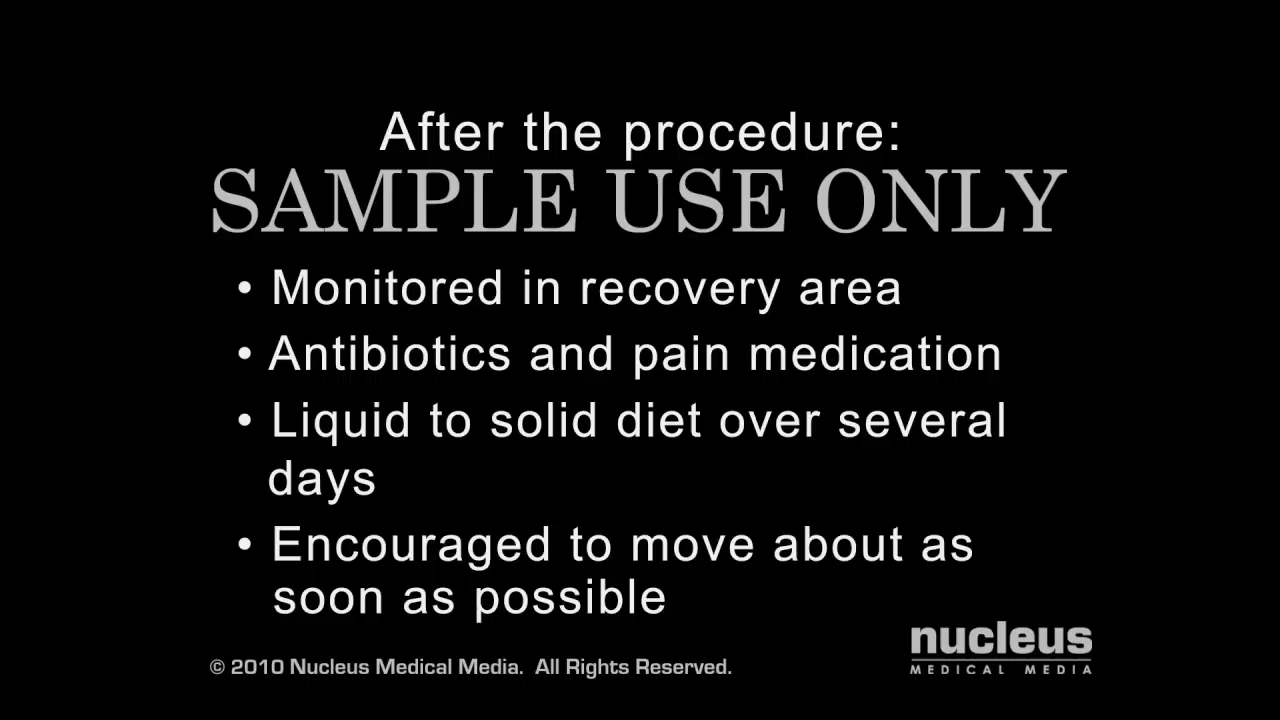 After the procedure:
SAMPLE USE ONLY
• Monitored in recovery area
• Antibiotics and pain medication
• Liquid to solid diet over several
days
• Encouraged to move about as
soon as possible
nucleus
MEDICAL MEDIA
© 2010 Nucleus Medical Media. All Rights Reserved.